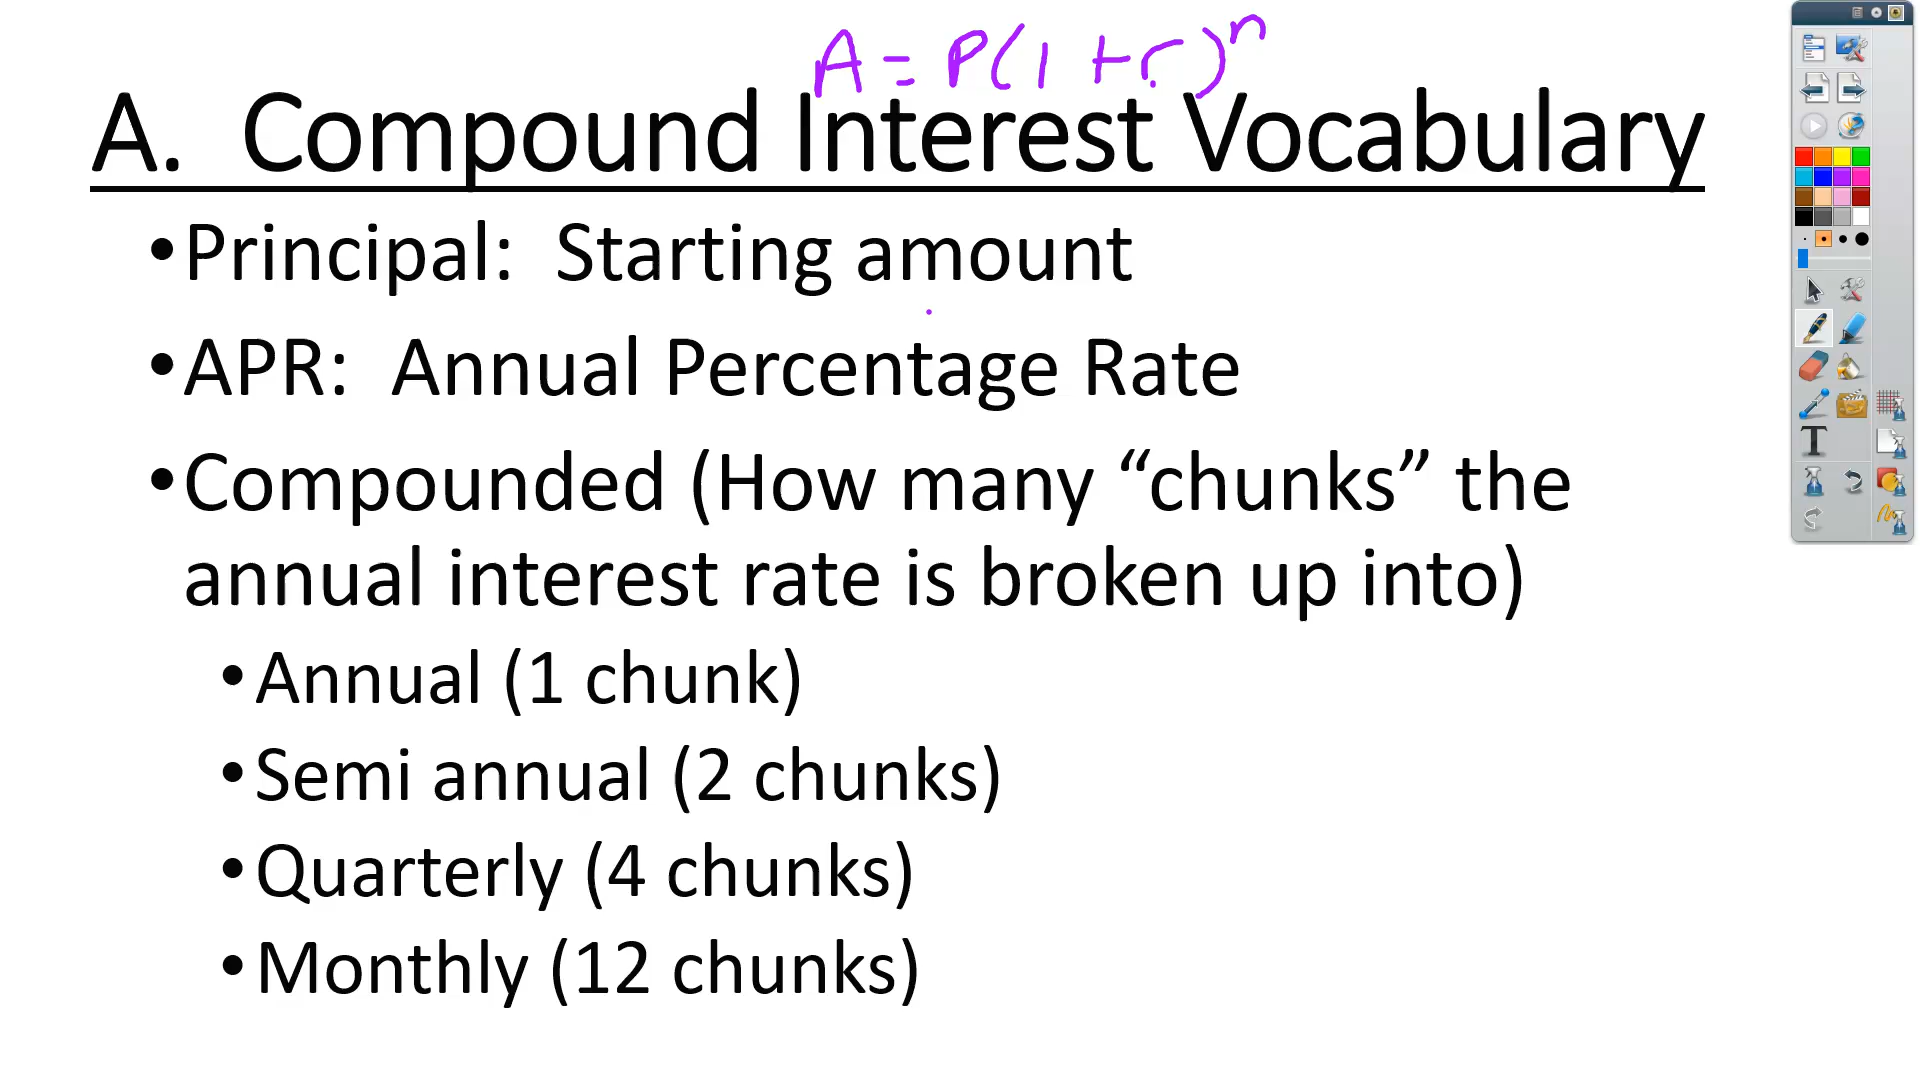 A = P(1 + r)ⁿ
A. Compound Interest Vocabulary
•Principal: Starting amount
•APR: Annual Percentage Rate
•Compounded (How many “chunks” the
annual interest rate is broken up into)
•Annual (1 chunk)
•Semi annual (2 chunks)
•Quarterly (4 chunks)
•Monthly (12 chunks)
T